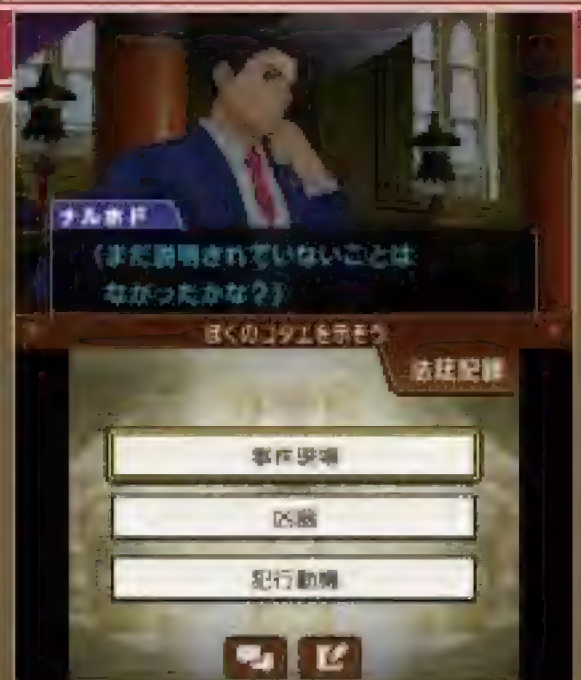 ナルホド
(まだ説明されていないことは
なかったかな?)
ぼくのコタエを示そう
法廷記録
事件現場
凶器
犯行動機